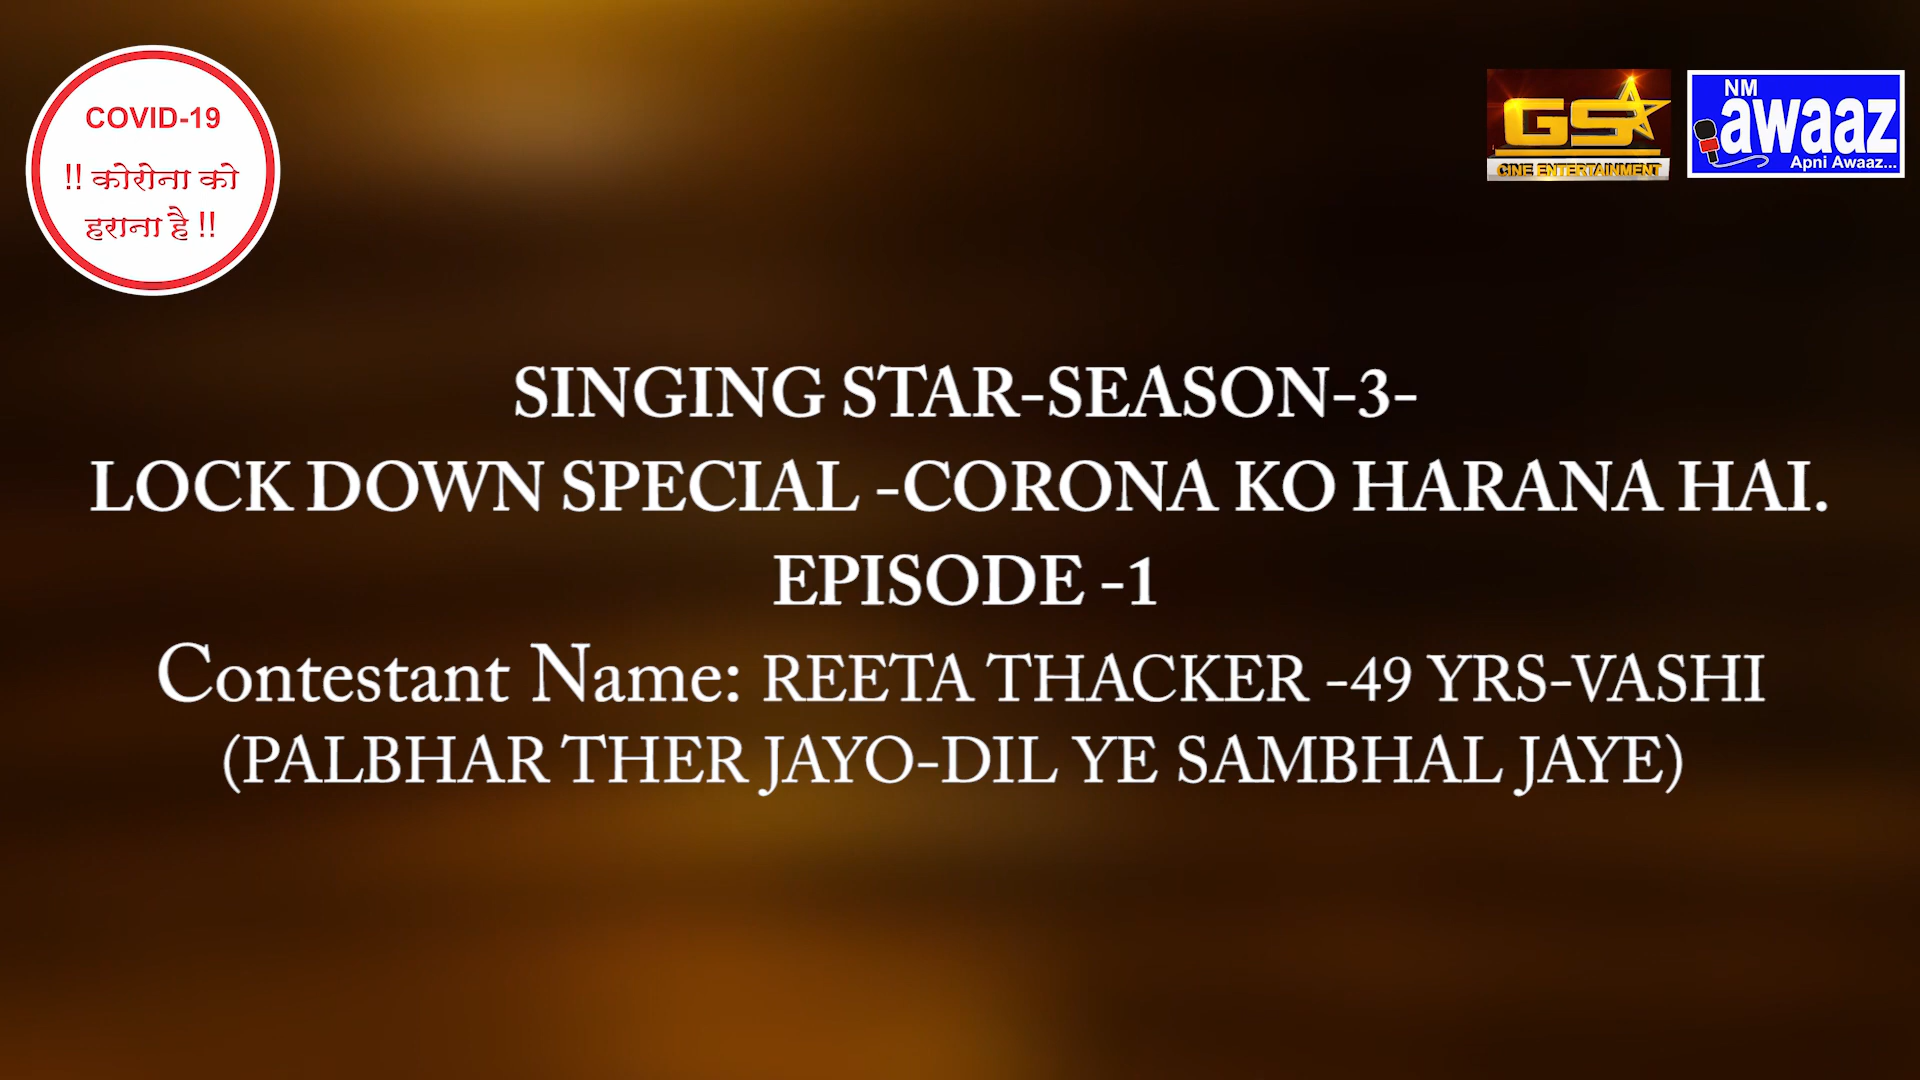 COVID-19
!! कोरोना को
हराना है !!
GS
CINE ENTERTAINMENT
NM
awaaz
Apni Awaaz...
SINGING STAR-SEASON-3-
LOCK DOWN SPECIAL -CORONA KO HARANA HAI.
EPISODE -1
Contestant Name: REETA THACKER -49 YRS-VASHI
(PALBHAR THER JAYO-DIL YE SAMBHAL JAYE)